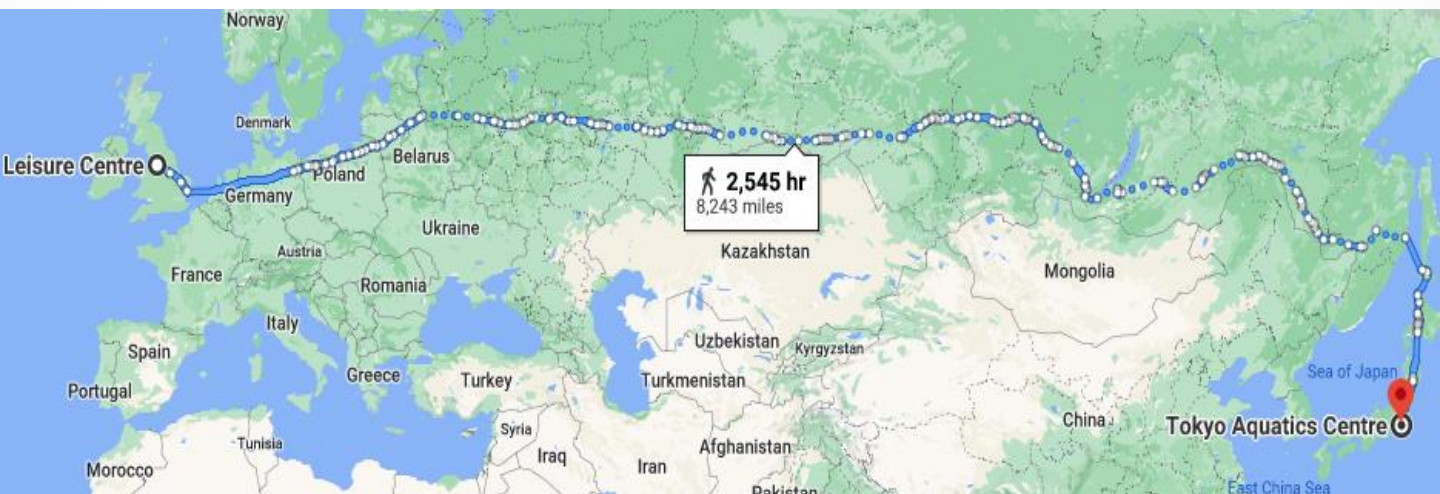 Norway
Denmark
Leisure Centre
Belarus
Poland
Germany
2,545 hr
8,243 miles
Ukraine
Austria
Kazakhstan
France
Mongolia
Romania
Italy
Uzbekistan
Kyrgyzstan
Spain
Greece
Turkey
Turkmenistan
Sea of Japan
Portugal
China
Tokyo Aquatics Centre
Syria
Tunisia
Afghanistan
Iraq
Iran
Morocco
Pakistan
East China Sea